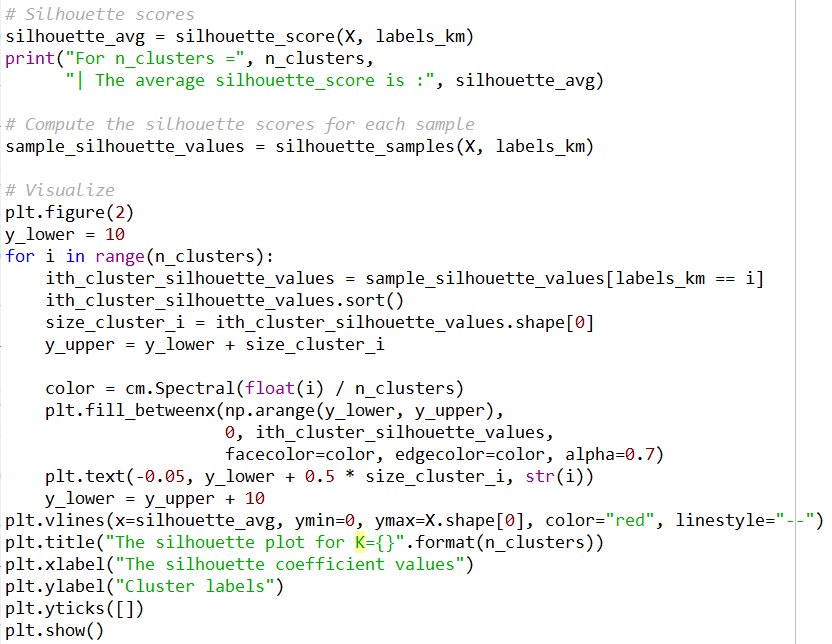 # Silhouette scores
silhouette_avg = silhouette_score(X, labels_km)
print("For n_clusters =", n_clusters,
      "| The average silhouette_score is :", silhouette_avg)

# Compute the silhouette scores for each sample
sample_silhouette_values = silhouette_samples(X, labels_km)

# Visualize
plt.figure(2)
y_lower = 10
for i in range(n_clusters):
    ith_cluster_silhouette_values = sample_silhouette_values[labels_km == i]
    ith_cluster_silhouette_values.sort()
    size_cluster_i = ith_cluster_silhouette_values.shape[0]
    y_upper = y_lower + size_cluster_i

    color = cm.Spectral(float(i) / n_clusters)
    plt.fill_betweenx(np.arange(y_lower, y_upper),
                      0, ith_cluster_silhouette_values,
                      facecolor=color, edgecolor=color, alpha=0.7)
    plt.text(-0.05, y_lower + 0.5 * size_cluster_i, str(i))
    y_lower = y_upper + 10
plt.vlines(x=silhouette_avg, ymin=0, ymax=X.shape[0], color="red", linestyle="--")
plt.title("The silhouette plot for K={}".format(n_clusters))
plt.xlabel("The silhouette coefficient values")
plt.ylabel("Cluster labels")
plt.yticks([])
plt.show()